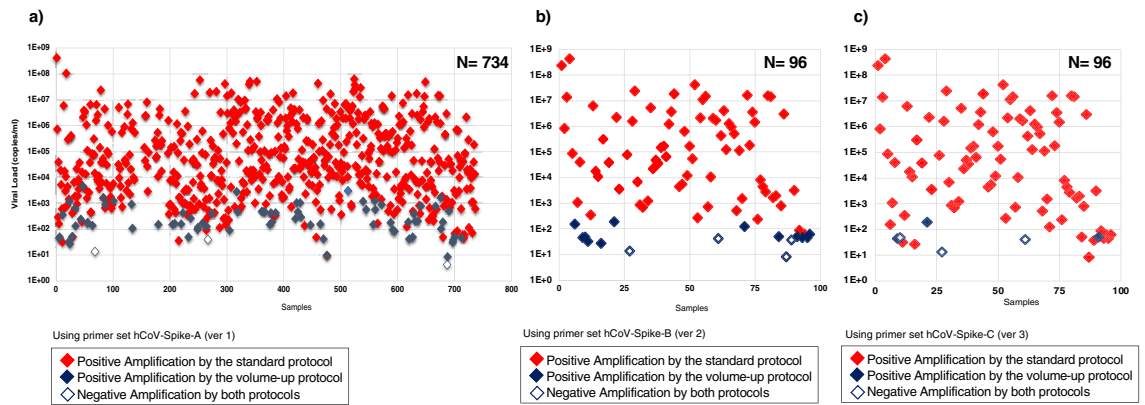 a)
N= 734
1E+09
1E+08
1E+07
1E+06
1E+05
1E+04
1E+03
1E+02
1E+01
1E+00
Viral Load (copies/ml)
0 100 200 300 400 500 600 700 800
Samples
Using primer set hCoV-Spike-A (ver 1)
Positive Amplification by the standard protocol
Positive Amplification by the volume-up protocol
Negative Amplification by both protocols
b)
N= 96
1E+9
1E+8
1E+7
1E+6
1E+5
1E+4
1E+3
1E+2
1E+1
1E+0
0 25 50 75 100
Samples
Using primer set hCoV-Spike-B (ver 2)
Positive Amplification by the standard protocol
Positive Amplification by the volume-up protocol
Negative Amplification by both protocols
c)
N= 96
1E+9
1E+8
1E+7
1E+6
1E+5
1E+4
1E+3
1E+2
1E+1
1E+0
0 25 50 75 100
Samples
Using primer set hCoV-Spike-C (ver 3)
Positive Amplification by the standard protocol
Positive Amplification by the volume-up protocol
Negative Amplification by both protocols